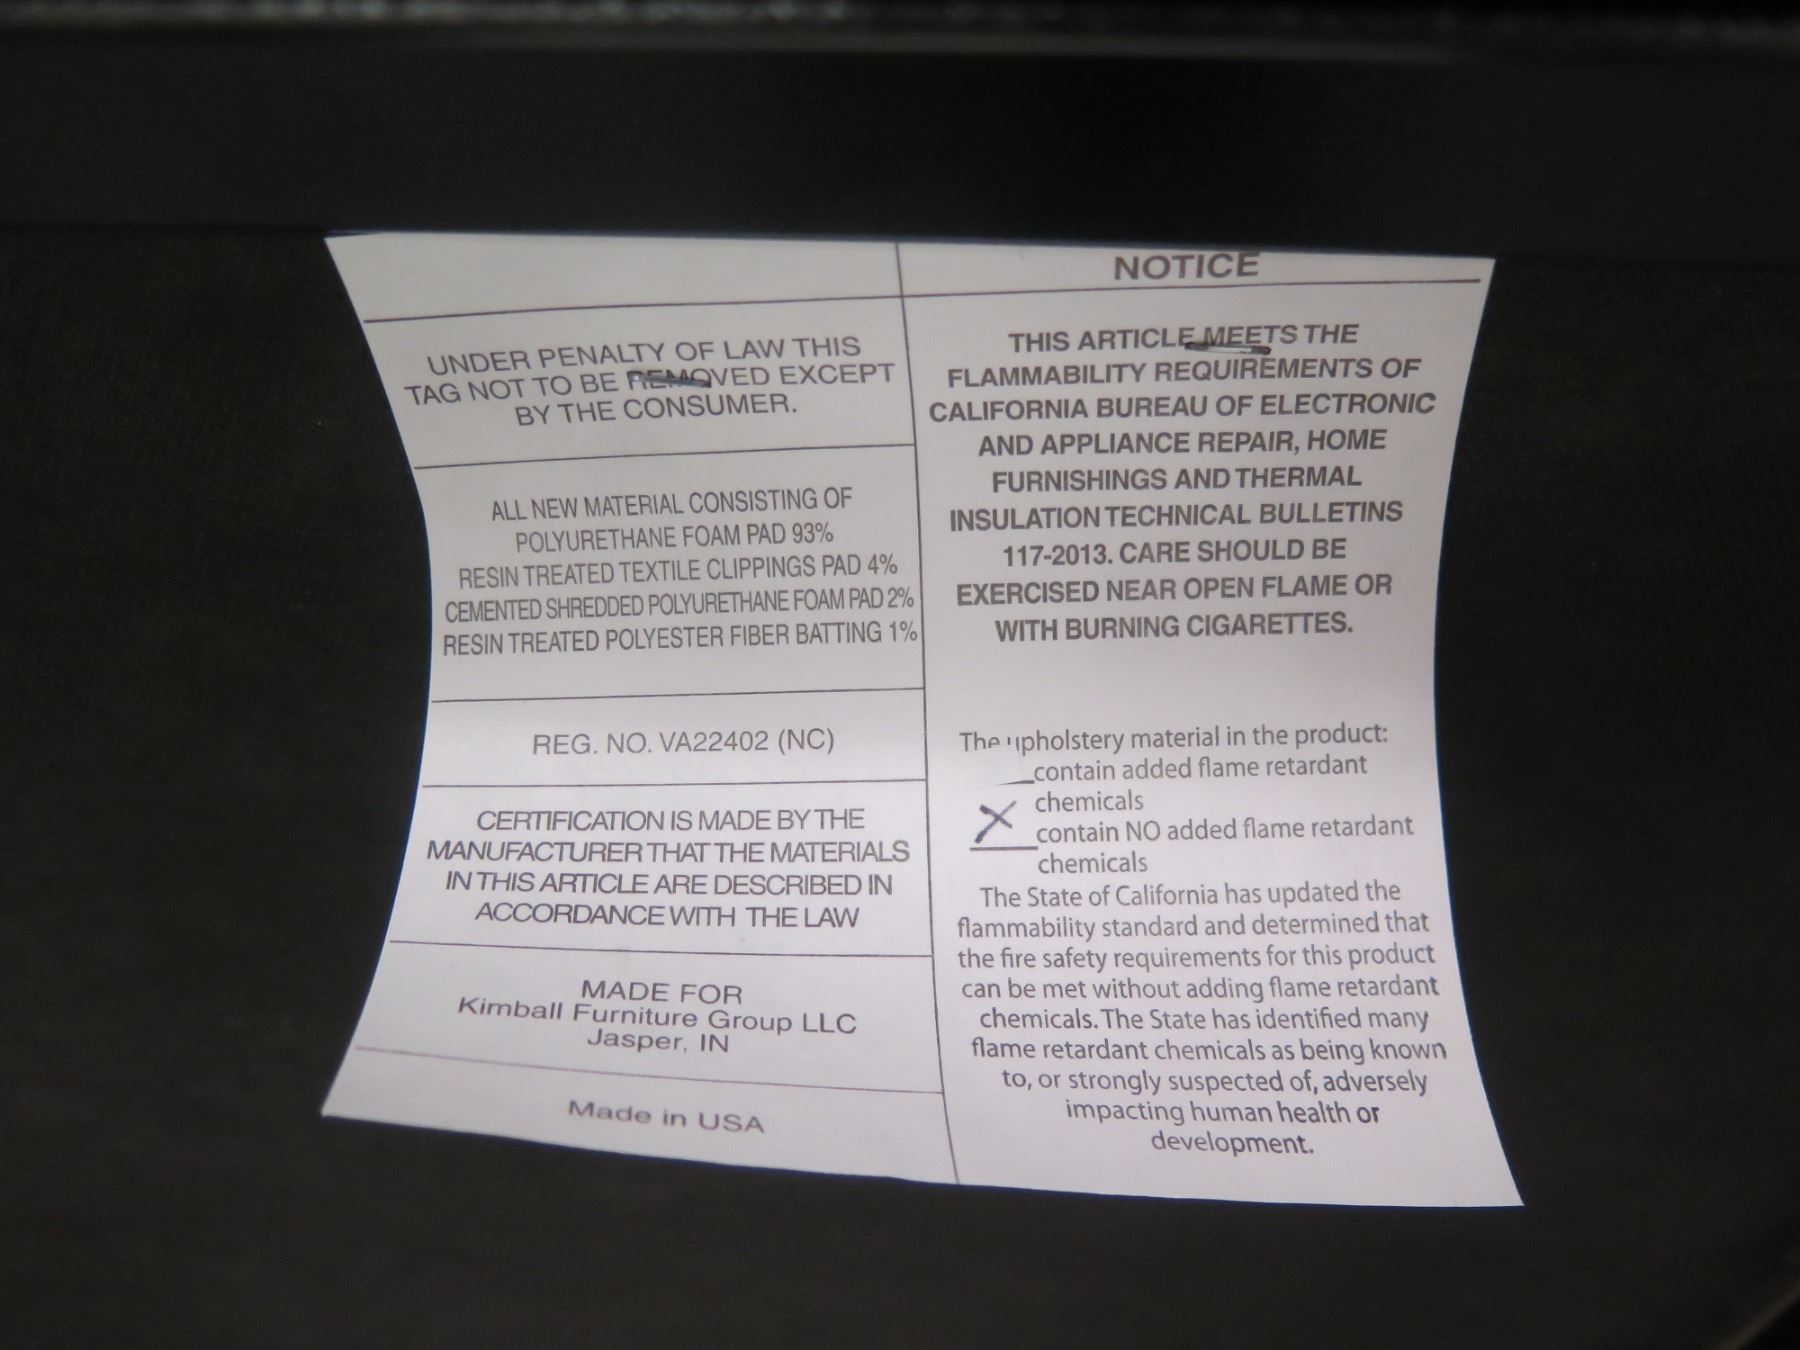 UNDER PENALTY OF LAW THIS
TAG NOT TO BE REMOVED EXCEPT
BY THE CONSUMER.
ALL NEW MATERIAL CONSISTING OF
POLYURETHANE FOAM PAD 93%
RESIN TREATED TEXTILE CLIPPINGS PAD 4%
CEMENTED SHREDDED POLYURETHANE FOAM PAD 2%
RESIN TREATED POLYESTER FIBER BATTING 1%
REG. NO. VA22402 (NC)
CERTIFICATION IS MADE BY THE
MANUFACTURER THAT THE MATERIALS
IN THIS ARTICLE ARE DESCRIBED IN
ACCORDANCE WITH THE LAW
MADE FOR
Kimball Furniture Group LLC
Jasper, IN
Made in USA
NOTICE
THIS ARTICLE MEETS THE
FLAMMABILITY REQUIREMENTS OF
CALIFORNIA BUREAU OF ELECTRONIC
AND APPLIANCE REPAIR, HOME
FURNISHINGS AND THERMAL
INSULATION TECHNICAL BULLETINS
117-2013. CARE SHOULD BE
EXERCISED NEAR OPEN FLAME OR
WITH BURNING CIGARETTES.
The upholstery material in the product:
contain added flame retardant
chemicals
X contain NO added flame retardant
chemicals
The State of California has updated the
flammability standard and determined that
the fire safety requirements for this product
can be met without adding flame retardant
chemicals. The State has identified many
flame retardant chemicals as being known
to, or strongly suspected of, adversely
impacting human health or
development.